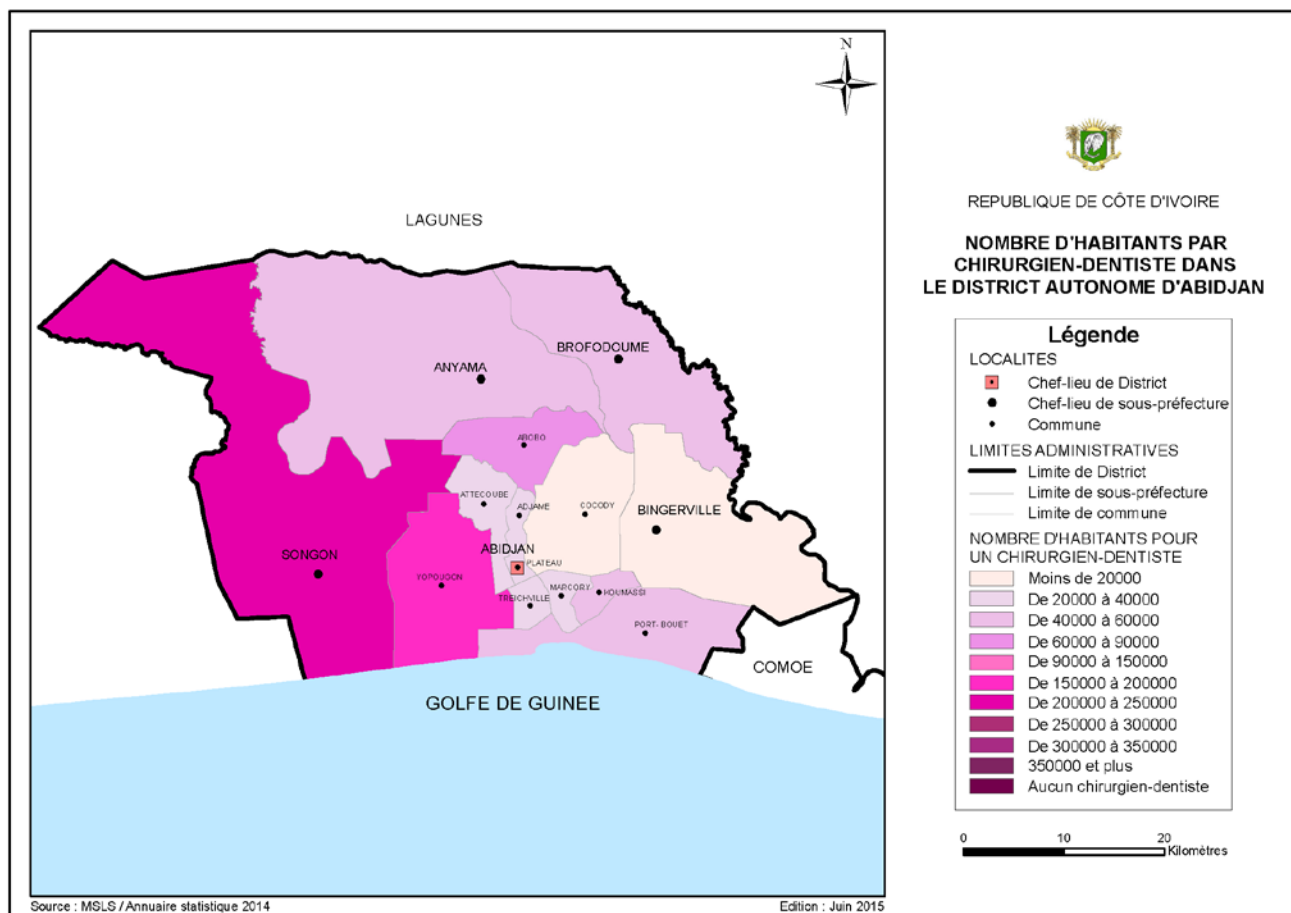 N
LAGUNES
BROFODOUME
ANYAMA
ABOBO
ATTECOUBE
ADJAME
COCODY
BINGERVILLE
ABIDJAN
SONGON
PLATEAU
YOPOUGON
MARCORY
KOUMASSI
TREICHVILLE
PORT- BOUET
COMOE
GOLFE DE GUINEE
Source : MSLS / Annuaire statistique 2014
Edition : Juin 2015
REPUBLIQUE DE CÔTE D'IVOIRE
NOMBRE D'HABITANTS PAR
CHIRURGIEN-DENTISTE DANS
LE DISTRICT AUTONOME D'ABIDJAN
Légende
LOCALITES
Chef-lieu de District
Chef-lieu de sous-préfecture
Commune
LIMITES ADMINISTRATIVES
Limite de District
Limite de sous-préfecture
Limite de commune
NOMBRE D'HABITANTS POUR
UN CHIRURGIEN-DENTISTE
Moins de 20000
De 20000 à 40000
De 40000 à 60000
De 60000 à 90000
De 90000 à 150000
De 150000 à 200000
De 200000 à 250000
De 250000 à 300000
De 300000 à 350000
350000 et plus
Aucun chirurgien-dentiste
0 10 20
Kilomètres